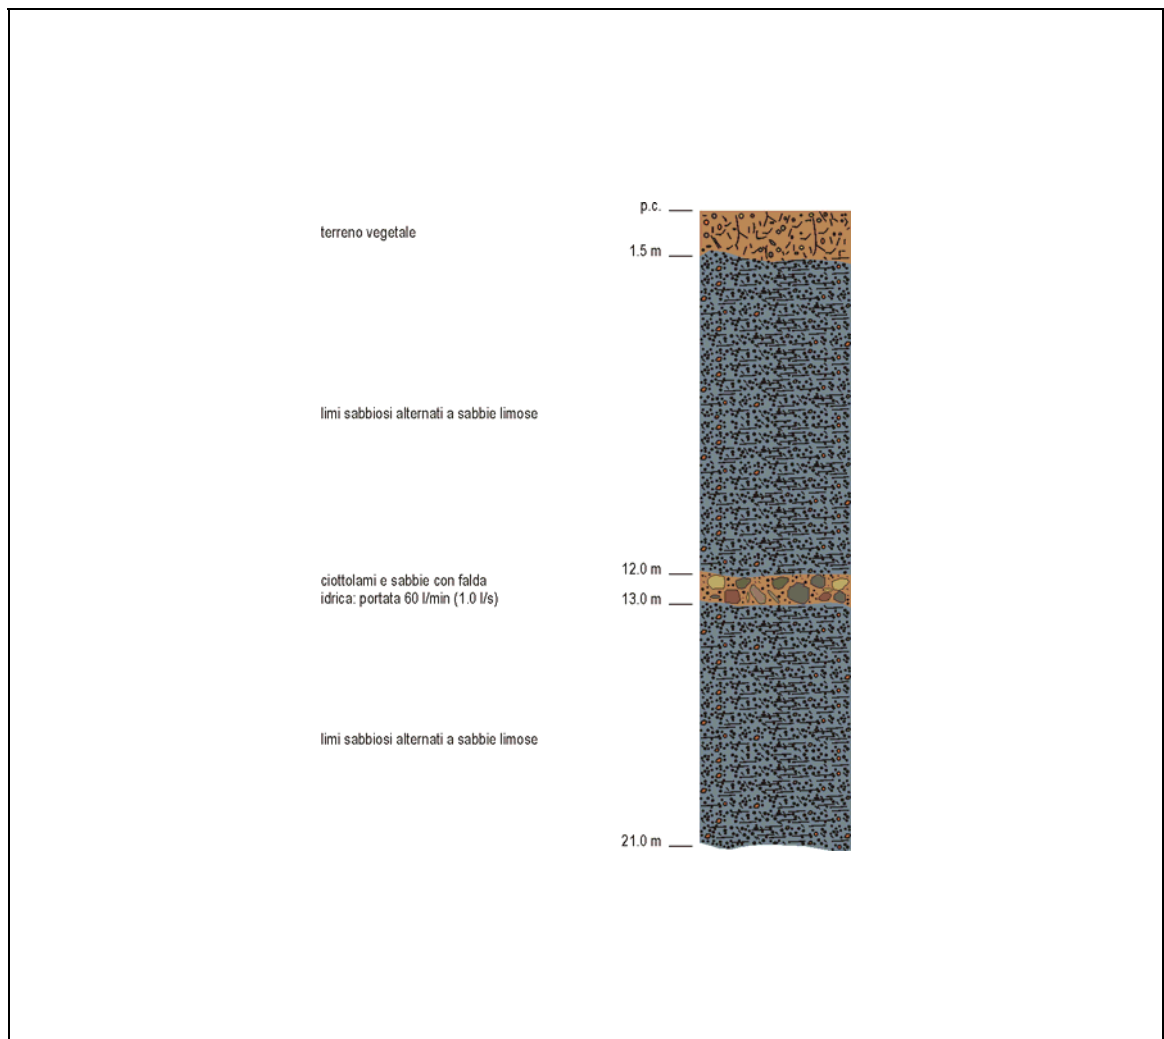 p.c.
terreno vegetale
1.5 m
limi sabbiosi alternati a sabbie limose
12.0 m
ciottolami e sabbie con falda
idrica: portata 60 l/min (1.0 l/s)
13.0 m
limi sabbiosi alternati a sabbie limose
21.0 m